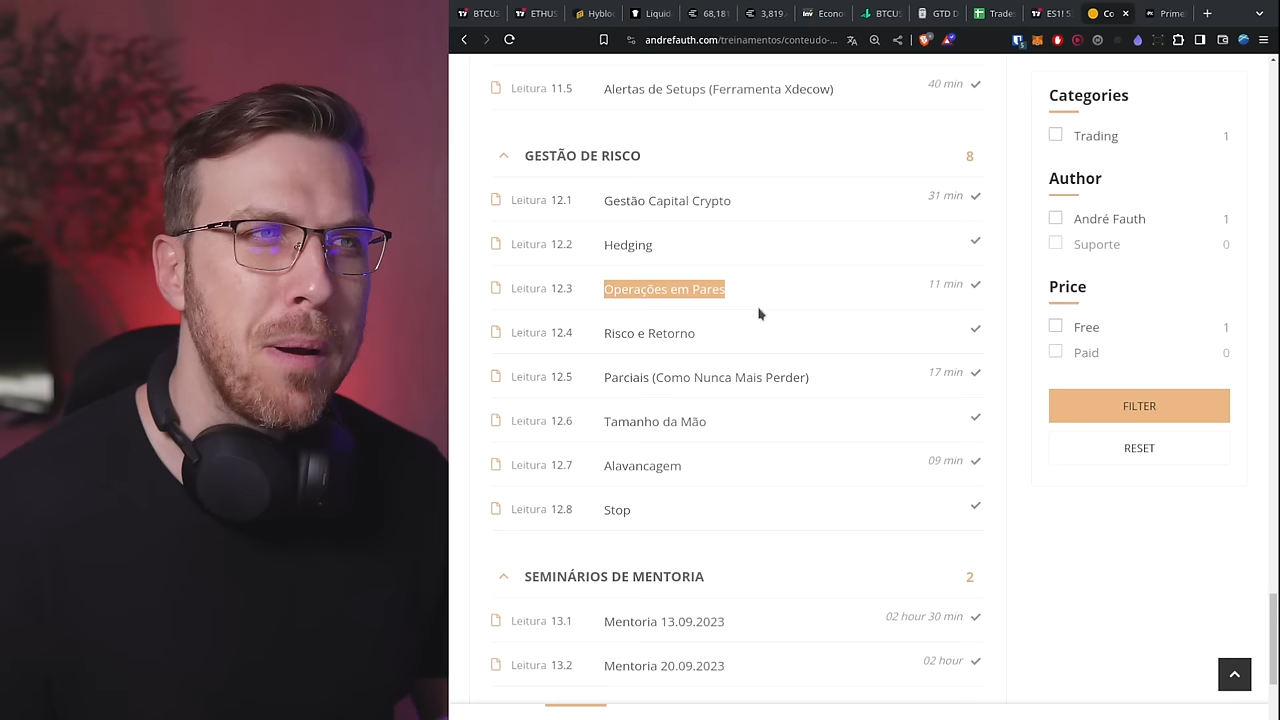 BTCUS
ETHUS
Hybloc
Liquid
68,181
3,819.
Econo
BTCUS
GTD D
Trades
ES1! 5
Co
Primei
andrefauth.com/treinamentos/conteudo-...
Leitura 11.5 Alertas de Setups (Ferramenta Xdecow) 40 min
GESTÃO DE RISCO 8
Leitura 12.1 Gestão Capital Crypto 31 min
Leitura 12.2 Hedging
Leitura 12.3 Operações em Pares 11 min
Leitura 12.4 Risco e Retorno
Leitura 12.5 Parciais (Como Nunca Mais Perder) 17 min
Leitura 12.6 Tamanho da Mão
Leitura 12.7 Alavancagem 09 min
Leitura 12.8 Stop
SEMINÁRIOS DE MENTORIA 2
Leitura 13.1 Mentoria 13.09.2023 02 hour 30 min
Leitura 13.2 Mentoria 20.09.2023 02 hour
Categories
Trading 1
Author
André Fauth 1
Suporte 0
Price
Free 1
Paid 0
FILTER
RESET